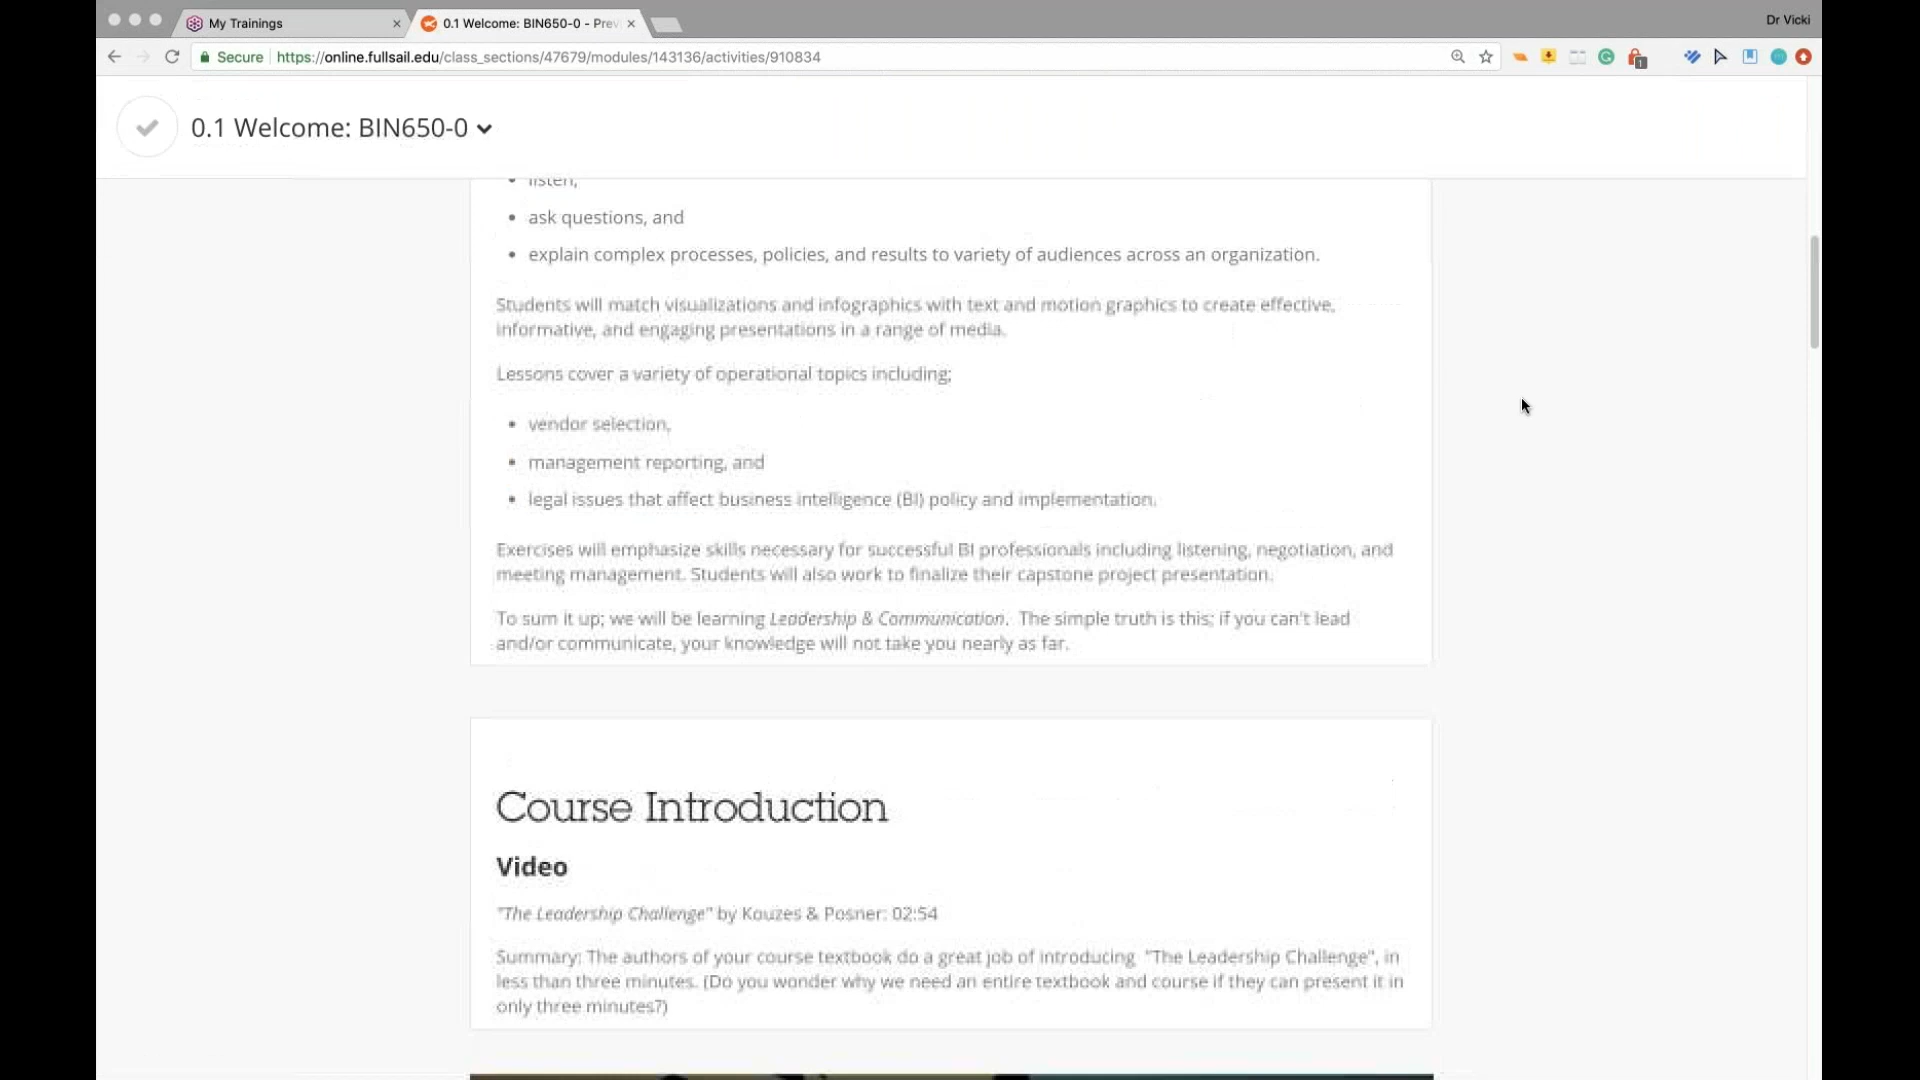 My Trainings
0.1 Welcome: BIN650-0 - Prev
Dr Vicki
Secure
https://online.fullsail.edu/class_sections/47679/modules/143136/activities/910834
1
0.1 Welcome: BIN650-0
listen,
ask questions, and
explain complex processes, policies, and results to variety of audiences across an organization.
Students will match visualizations and infographics with text and motion graphics to create effective,
informative, and engaging presentations in a range of media.
Lessons cover a variety of operational topics including;
vendor selection,
management reporting, and
legal issues that affect business intelligence (BI) policy and implementation.
Exercises will emphasize skills necessary for successful BI professionals including listening, negotiation, and
meeting management. Students will also work to finalize their capstone project presentation.
To sum it up; we will be learning Leadership & Communication. The simple truth is this; if you can't lead
and/or communicate, your knowledge will not take you nearly as far.
Course Introduction
Video
"The Leadership Challenge" by Kouzes & Posner: 02:54
Summary: The authors of your course textbook do a great job of introducing "The Leadership Challenge", in
less than three minutes. (Do you wonder why we need an entire textbook and course if they can present it in
only three minutes?)